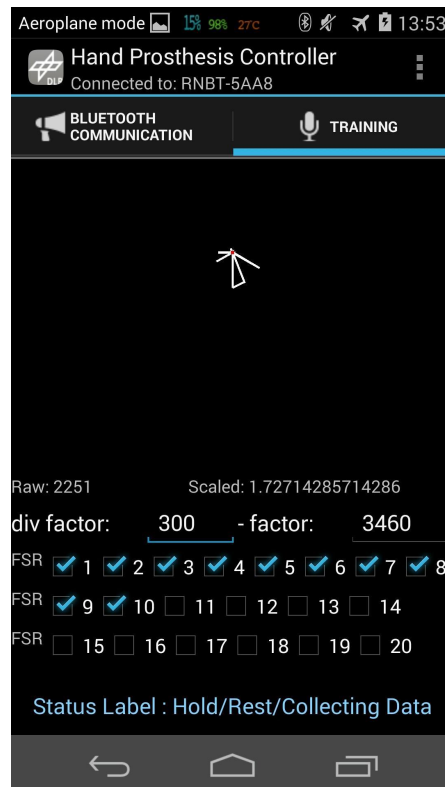 Aeroplane mode 15% 98% 27C 13:53
Hand Prosthesis Controller
DLR
Connected to: RNBT-5AA8
BLUETOOTH
COMMUNICATION
TRAINING
Raw: 2251 Scaled: 1.72714285714286
div factor: 300 - factor: 3460
FSR 1 2 3 4 5 6 7 8
FSR 9 10 11 12 13 14
FSR 15 16 17 18 19 20
Status Label : Hold/Rest/Collecting Data